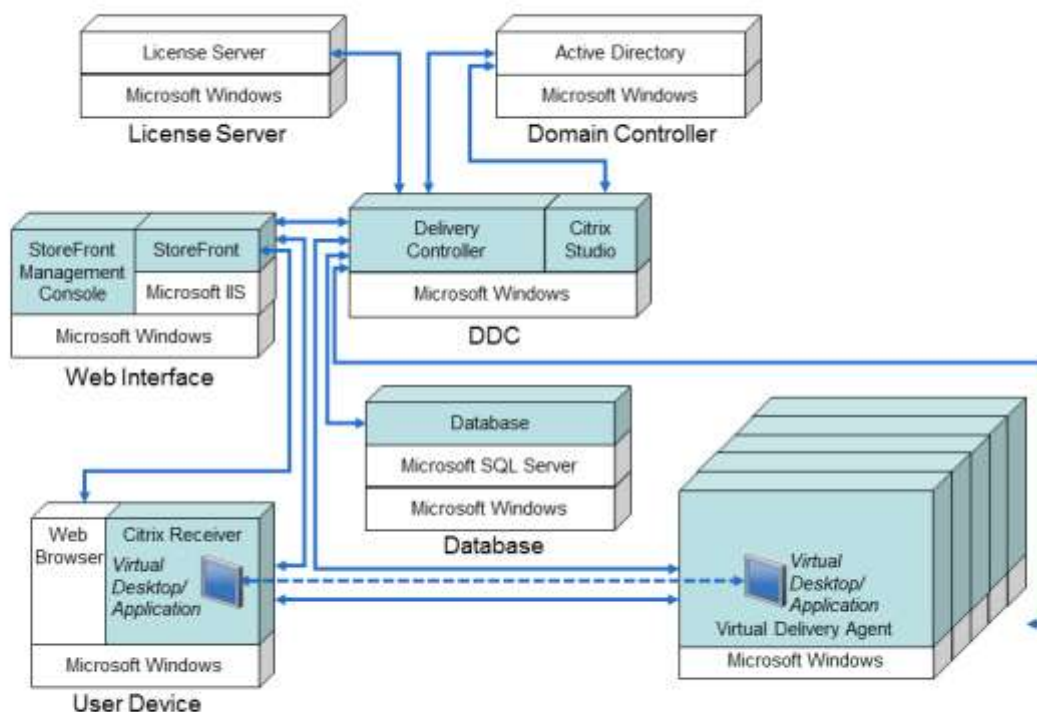 License Server
Microsoft Windows
License Server
Active Directory
Microsoft Windows
Domain Controller
StoreFront
Management
Console
StoreFront
Microsoft IIS
Microsoft Windows
Web Interface
Delivery
Controller
Citrix
Studio
Microsoft Windows
DDC
Database
Microsoft SQL Server
Microsoft Windows
Database
Web
Browser
Citrix Receiver
Virtual
Desktop/
Application
Microsoft Windows
User Device
Virtual
Desktop/
Application
Virtual Delivery Agent
Microsoft Windows